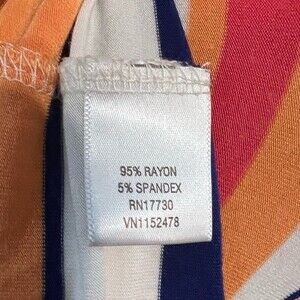 95% RAYON
5% SPANDEX
RN17730
VN1152478